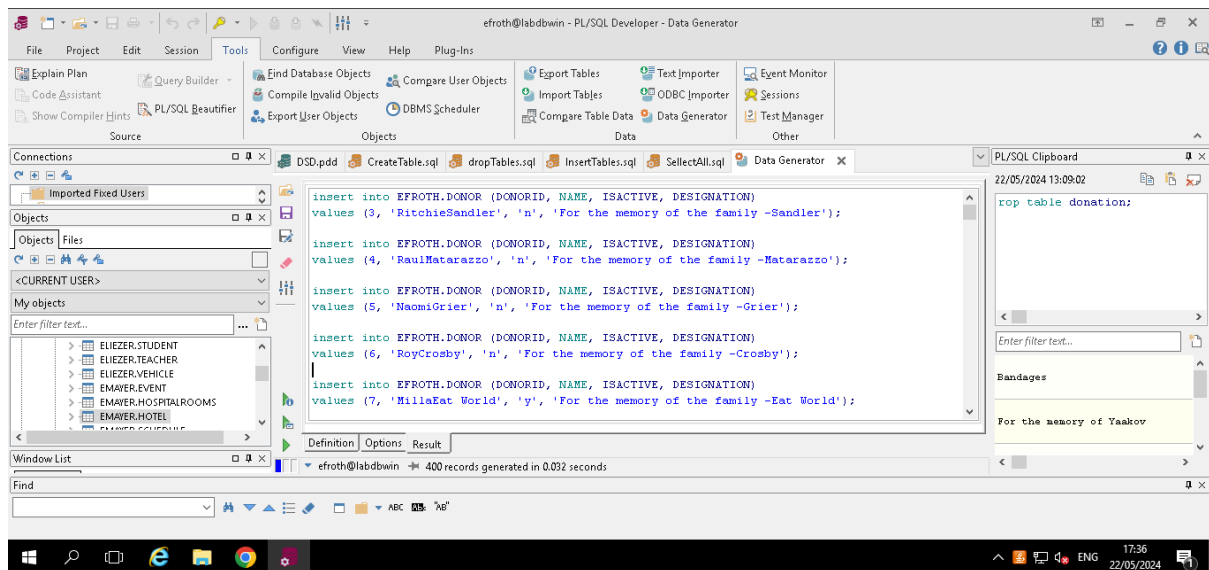 efroth@labdbwin - PL/SQL Developer - Data Generator
File Project Edit Session Tools Configure View Help Plug-Ins
Explain Plan Query Builder Find Database Objects Compare User Objects Export Tables Text Importer Event Monitor
Code Assistant PL/SQL Beautifier Compile Invalid Objects DBMS Scheduler Import Tables ODBC Importer Sessions
Show Compiler Hints Export User Objects Compare Table Data Data Generator Test Manager
Source Objects Data Other
Connections
Imported Fixed Users
Objects
Objects Files
<CURRENT USER>
My objects
Enter filter text...
ELIEZER.STUDENT
ELIEZER.TEACHER
ELIEZER.VEHICLE
EMAYER.EVENT
EMAYER.HOSPITALROOMS
EMAYER.HOTEL
Window List
DSD.pdd CreateTable.sql dropTables.sql InsertTables.sql SellectAll.sql Data Generator
insert into EFROTH.DONOR (DONORID, NAME, ISACTIVE, DESIGNATION)
values (3, 'RitchieSandler', 'n', 'For the memory of the family -Sandler');
insert into EFROTH.DONOR (DONORID, NAME, ISACTIVE, DESIGNATION)
values (4, 'RaulMatarazzo', 'n', 'For the memory of the family -Matarazzo');
insert into EFROTH.DONOR (DONORID, NAME, ISACTIVE, DESIGNATION)
values (5, 'NaomiGrier', 'n', 'For the memory of the family -Grier');
insert into EFROTH.DONOR (DONORID, NAME, ISACTIVE, DESIGNATION)
values (6, 'RoyCrosby', 'n', 'For the memory of the family -Crosby');
insert into EFROTH.DONOR (DONORID, NAME, ISACTIVE, DESIGNATION)
values (7, 'MillaEat World', 'y', 'For the memory of the family -Eat World');
Definition Options Result
efroth@labdbwin 400 records generated in 0.032 seconds
PL/SQL Clipboard
22/05/2024 13:09:02
rop table donation;
Enter filter text...
Bandages
For the memory of Yaakov
Find
ABC AB "AB"
ENG
17:36
22/05/2024